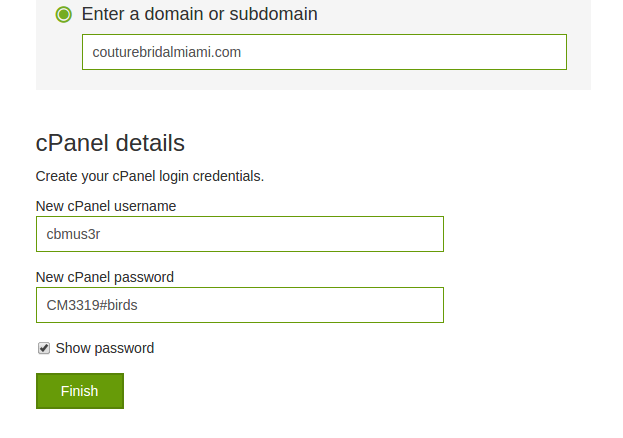 Enter a domain or subdomain
couturebridalmiami.com
cPanel details
Create your cPanel login credentials.
New cPanel username
cbmus3r
New cPanel password
CM3319#birds
Show password
Finish